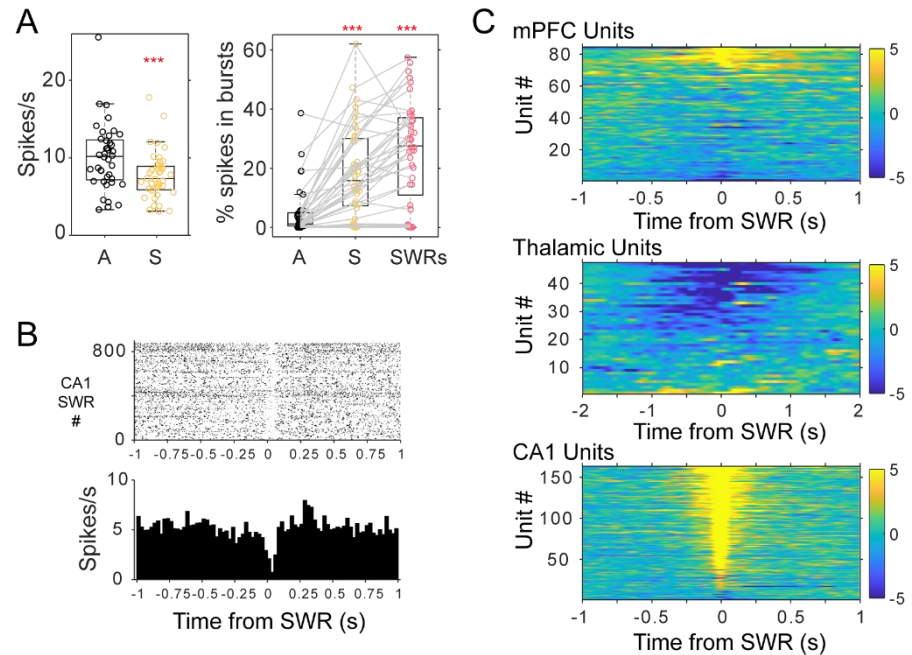 A
***
Spikes/s
20
10
0
A S
*** ***
% spikes in bursts
60
40
20
0
A S SWRs
B
CA1
SWR
#
800
0
-1 -0.75 -0.5 -0.25 0 0.25 0.5 0.75 1
Spikes/s
10
5
0
-1 -0.75 -0.5 -0.25 0 0.25 0.5 0.75 1
Time from SWR (s)
C
mPFC Units
Unit #
80
60
40
20
-1 -0.5 0 0.5 1
Time from SWR (s)
5
0
-5
Thalamic Units
Unit #
40
30
20
10
-2 -1 0 1 2
Time from SWR (s)
5
0
-5
CA1 Units
Unit #
150
100
50
-1 -0.5 0 0.5 1
Time from SWR (s)
5
0
-5